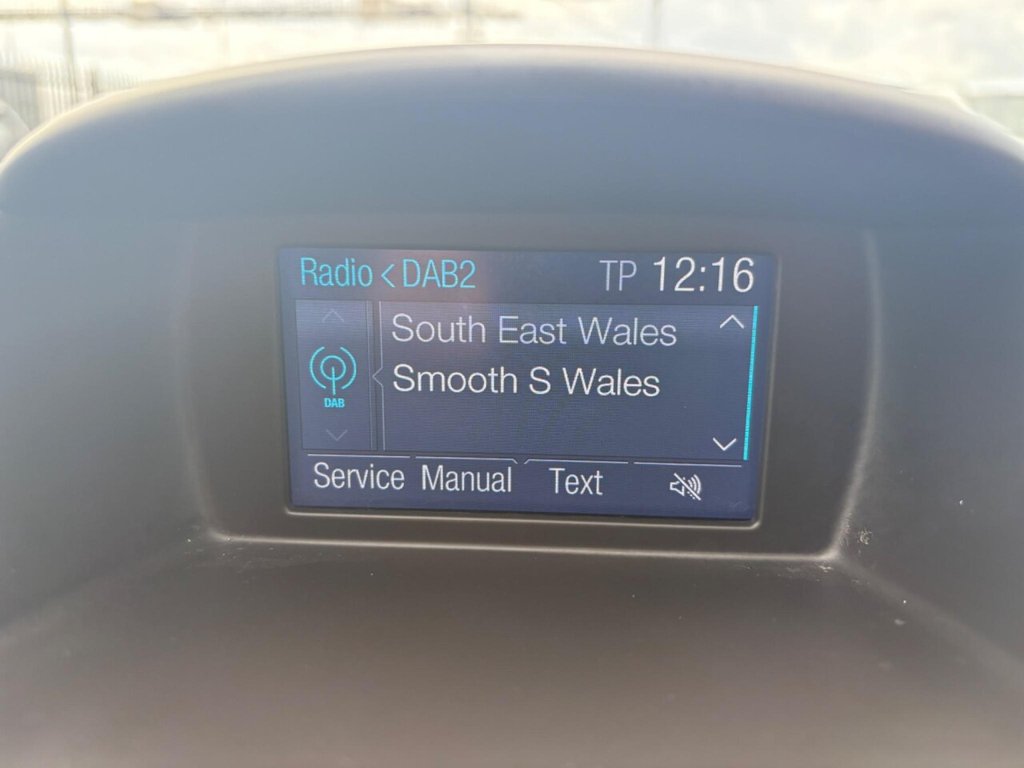 Radio < DAB2 TP 12:16
South East Wales
DAB
Smooth S Wales
Service Manual Text